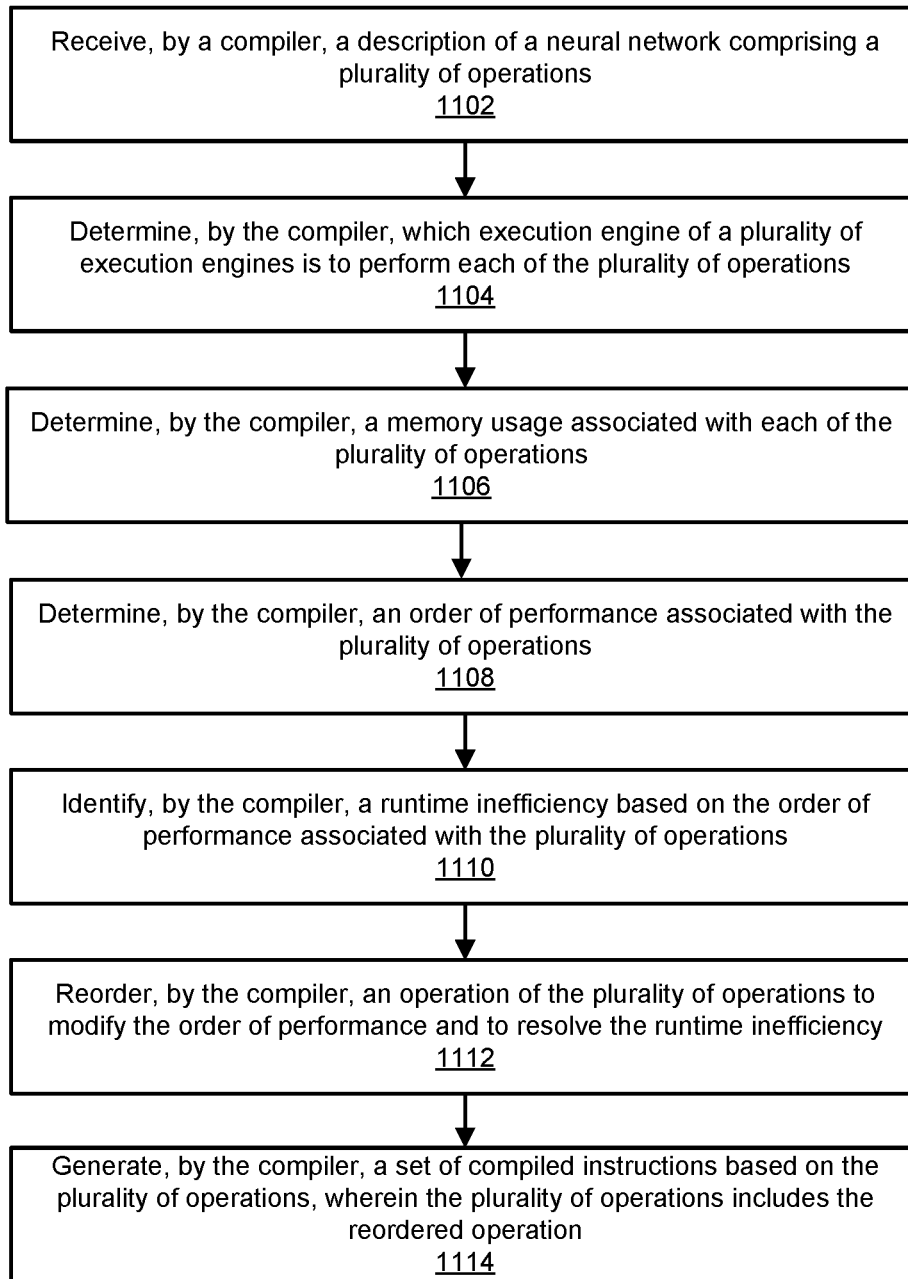 Receive, by a compiler, a description of a neural network comprising a
plurality of operations
1102
Determine, by the compiler, which execution engine of a plurality of
execution engines is to perform each of the plurality of operations
1104
Determine, by the compiler, a memory usage associated with each of the
plurality of operations
1106
Determine, by the compiler, an order of performance associated with the
plurality of operations
1108
Identify, by the compiler, a runtime inefficiency based on the order of
performance associated with the plurality of operations
1110
Reorder, by the compiler, an operation of the plurality of operations to
modify the order of performance and to resolve the runtime inefficiency
1112
Generate, by the compiler, a set of compiled instructions based on the
plurality of operations, wherein the plurality of operations includes the
reordered operation
1114